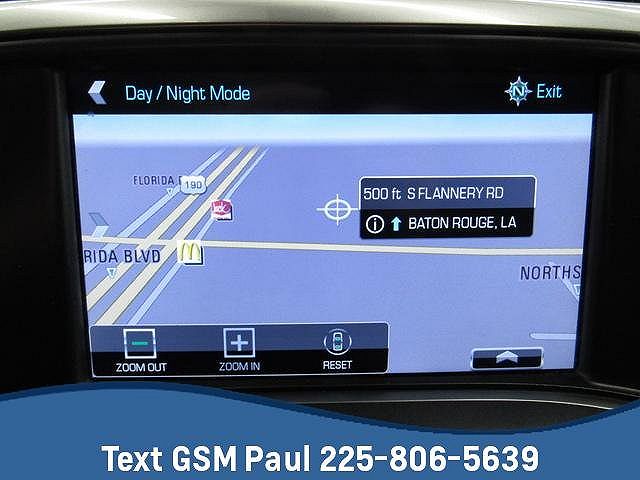 Day / Night Mode
N Exit
FLORIDA
190
500 ft S FLANNERY RD
BATON ROUGE, LA
RIDA BLVD
NORTHS
ZOOM OUT
ZOOM IN
RESET
Text GSM Paul 225-806-5639